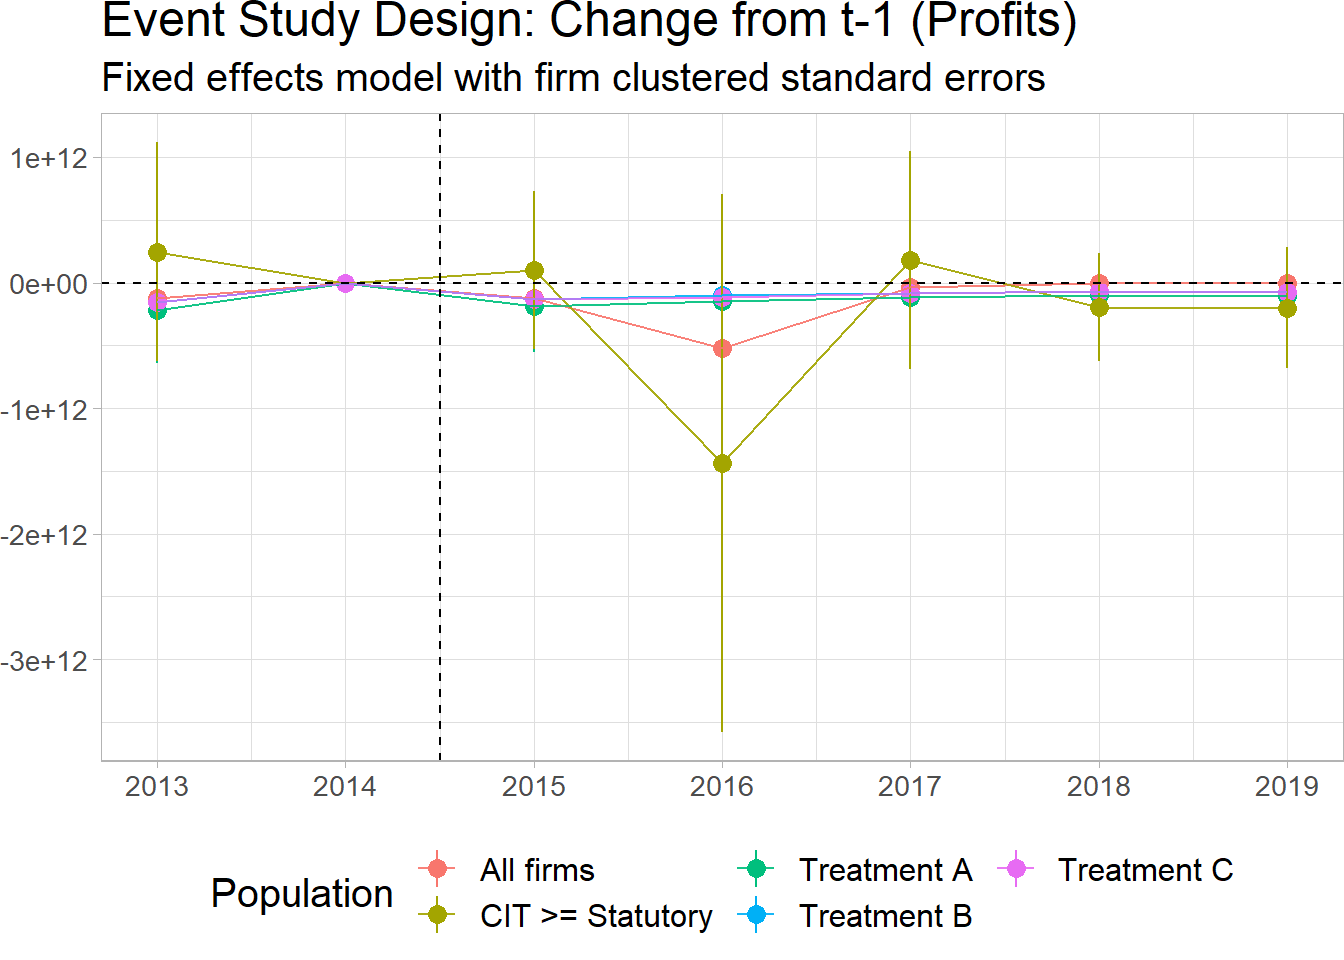 Event Study Design: Change from t-1 (Profits)
Fixed effects model with firm clustered standard errors
1e+12
0e+00
-1e+12
-2e+12
-3e+12
2013 2014 2015 2016 2017 2018 2019
Population
All firms
CIT >= Statutory
Treatment A
Treatment B
Treatment C